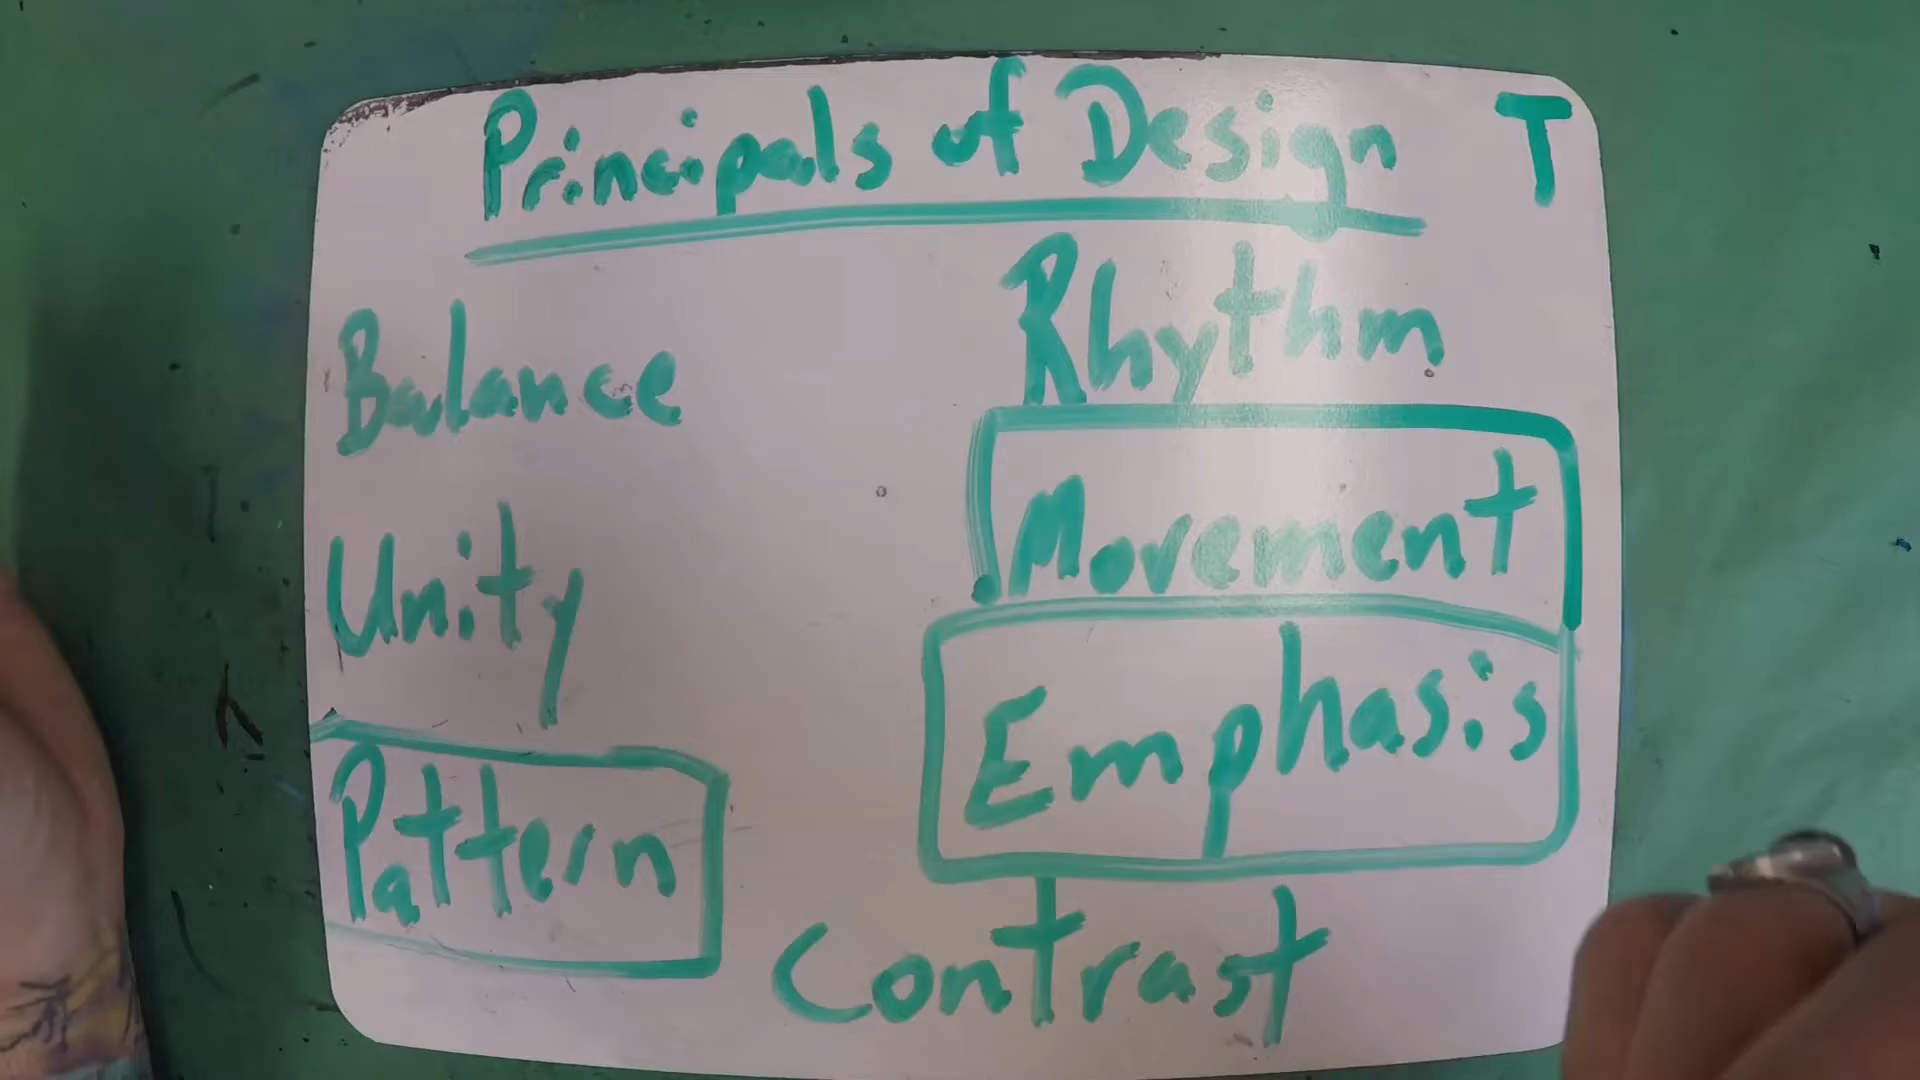 Principals of Design T
Balance
Unity
Pattern
Rhythm
Movement
Emphasis
Contrast